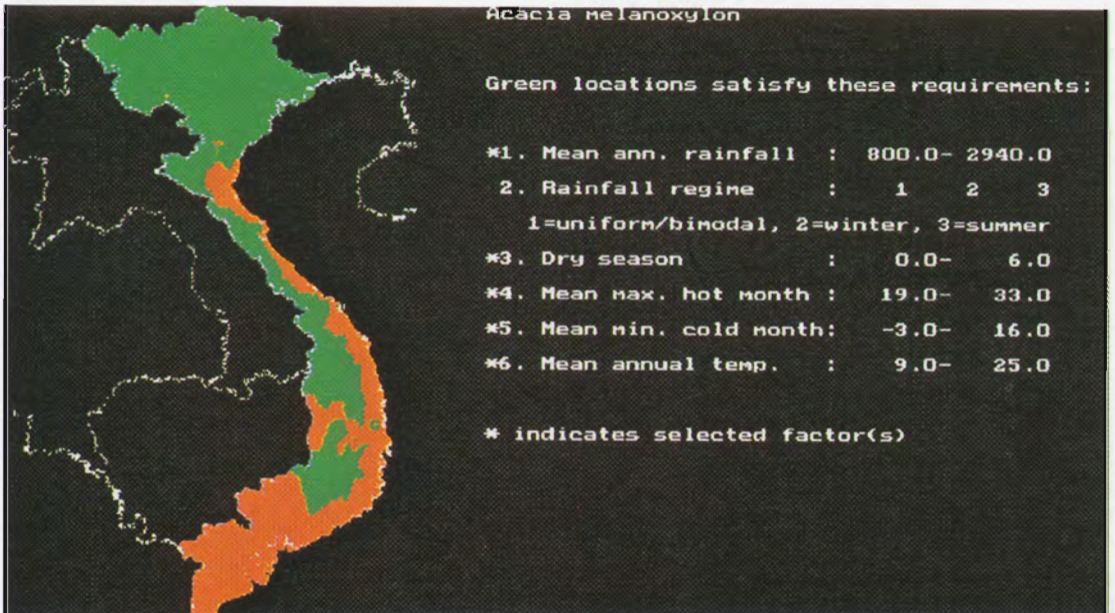 Acacia melanoxylon
Green locations satisfy these requirements:
*1. Mean ann. rainfall : 800.0- 2940.0
2. Rainfall regime : 1 2 3
1=uniform/bimodal, 2=winter, 3=summer
*3. Dry season : 0.0- 6.0
*4. Mean max. hot month : 19.0- 33.0
*5. Mean min. cold month: -3.0- 16.0
*6. Mean annual temp. : 9.0- 25.0
* indicates selected factor(s)